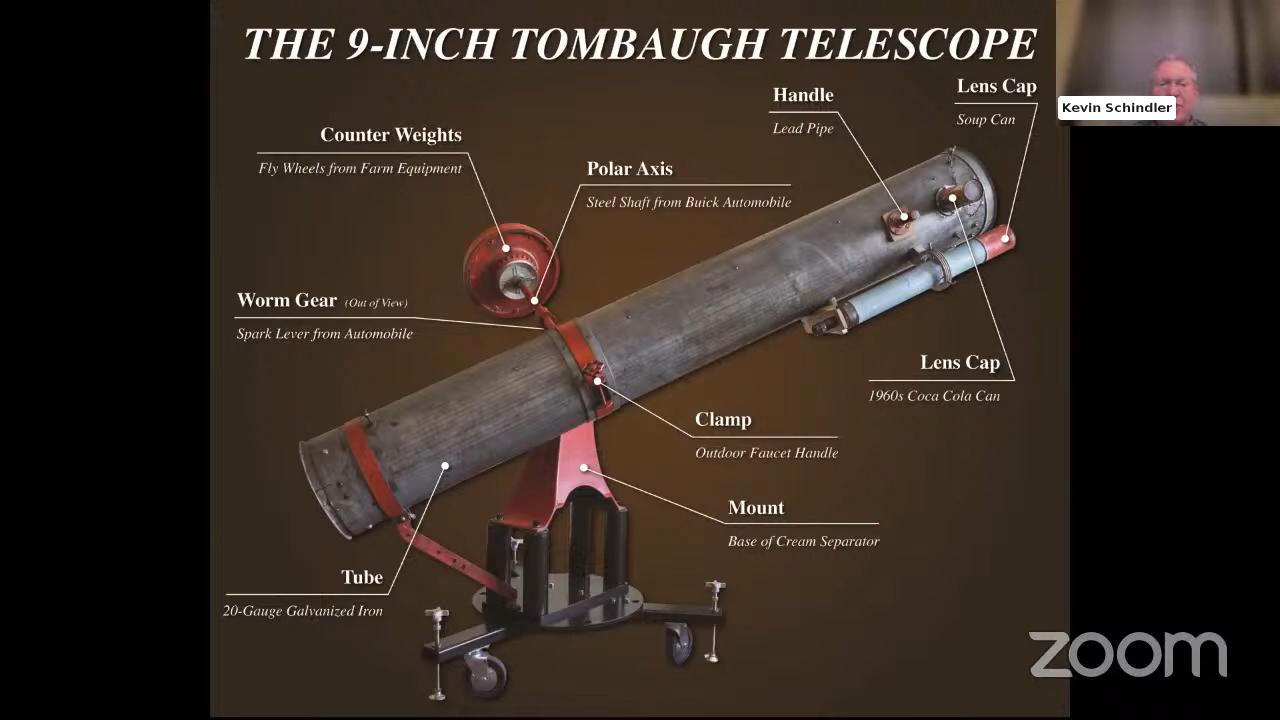 THE 9-INCH TOMBAUGH TELESCOPE
Kevin Schindler
Lens Cap
Soup Can
Handle
Lead Pipe
Counter Weights
Fly Wheels from Farm Equipment
Polar Axis
Steel Shaft from Buick Automobile
Worm Gear (Out of View)
Spark Lever from Automobile
Lens Cap
1960s Coca Cola Can
Clamp
Outdoor Faucet Handle
Mount
Base of Cream Separator
Tube
20-Gauge Galvanized Iron
zoom